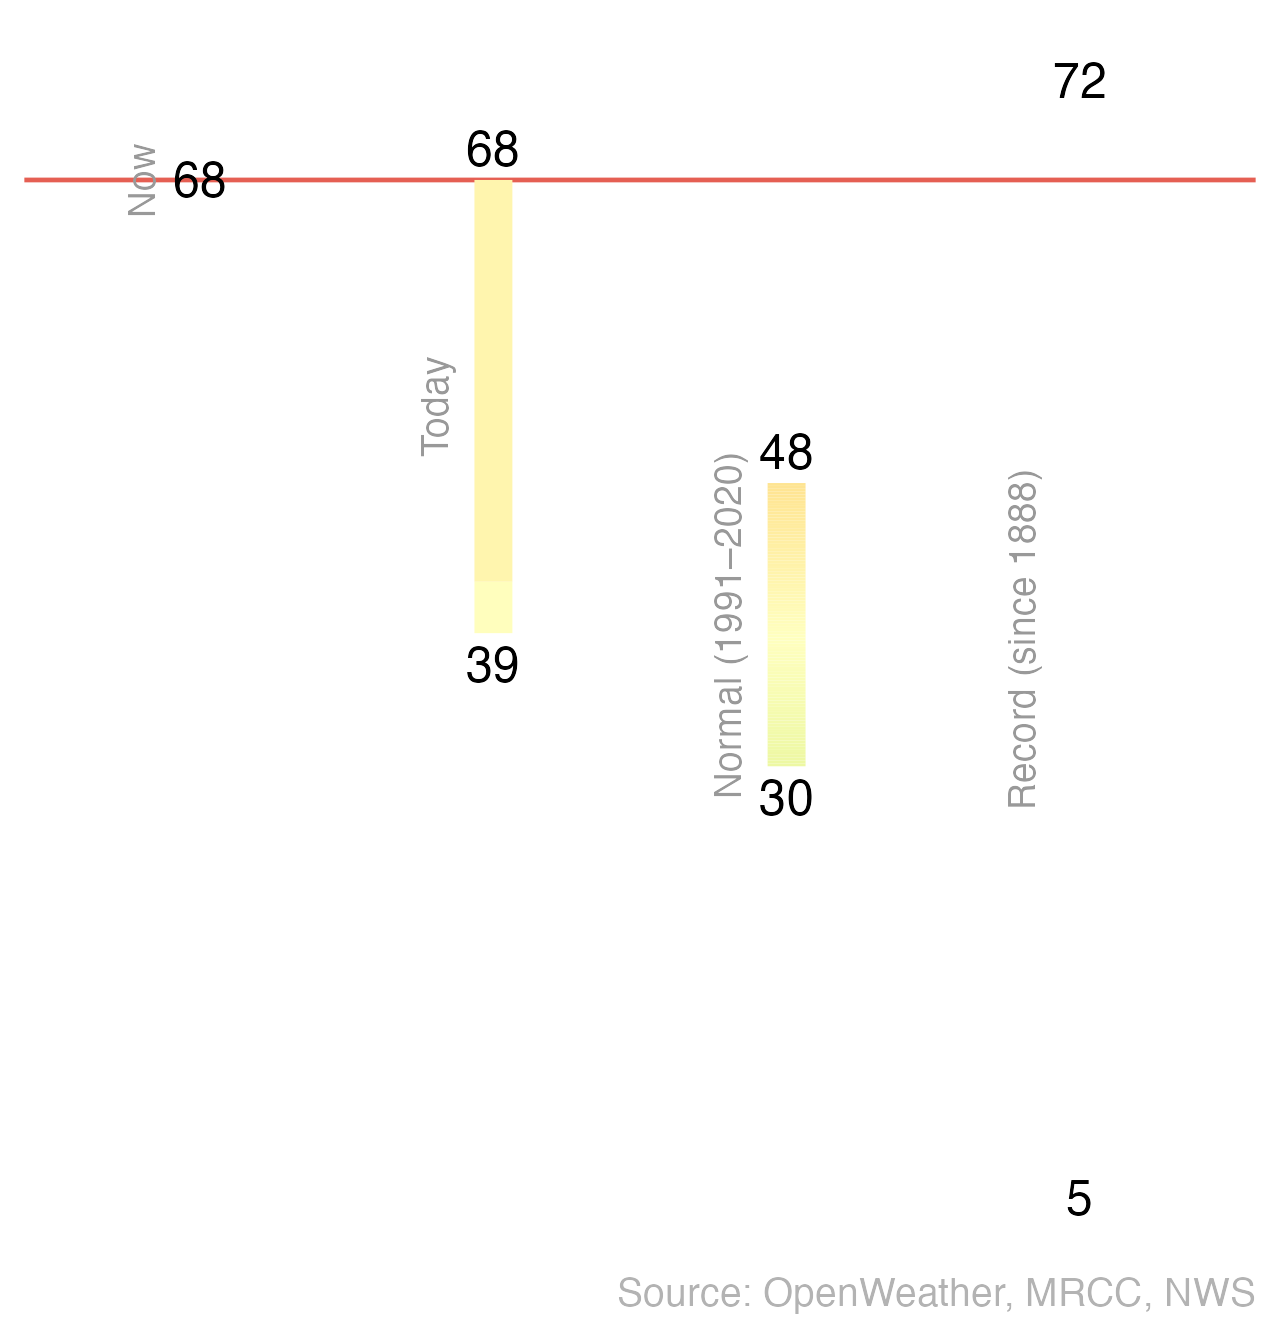 72
68
Now
68
Today
39
48
Normal (1991–2020)
30
Record (since 1888)
5
Source: OpenWeather, MRCC, NWS